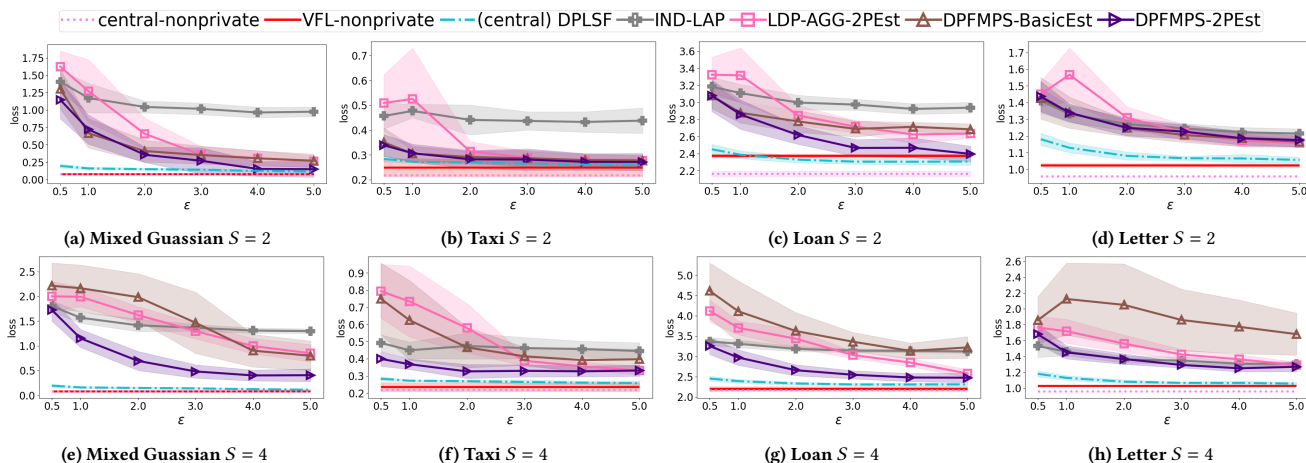 central-nonprivate VFL-nonprivate (central) DPLSF IND-LAP LDP-AGG-2PEst DPFMPS-BasicEst DPFMPS-2PEst
loss
1.75
1.50
1.25
1.00
0.75
0.50
0.25
0.00
0.5 1.0 2.0 3.0 4.0 5.0
ε
(a) Mixed Guassian S = 2
loss
0.7
0.6
0.5
0.4
0.3
0.2
0.5 1.0 2.0 3.0 4.0 5.0
ε
(b) Taxi S = 2
loss
3.6
3.4
3.2
3.0
2.8
2.6
2.4
2.2
0.5 1.0 2.0 3.0 4.0 5.0
ε
(c) Loan S = 2
loss
1.7
1.6
1.5
1.4
1.3
1.2
1.1
1.0
0.5 1.0 2.0 3.0 4.0 5.0
ε
(d) Letter S = 2
loss
2.5
2.0
1.5
1.0
0.5
0.0
0.5 1.0 2.0 3.0 4.0 5.0
ε
(e) Mixed Guassian S = 4
loss
0.9
0.8
0.7
0.6
0.5
0.4
0.3
0.2
0.5 1.0 2.0 3.0 4.0 5.0
ε
(f) Taxi S = 4
loss
5.0
4.5
4.0
3.5
3.0
2.5
2.0
0.5 1.0 2.0 3.0 4.0 5.0
ε
(g) Loan S = 4
loss
2.6
2.4
2.2
2.0
1.8
1.6
1.4
1.2
1.0
0.5 1.0 2.0 3.0 4.0 5.0
ε
(h) Letter S = 4